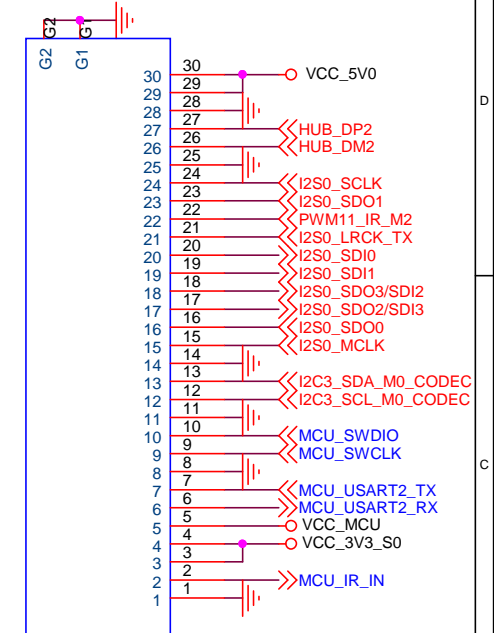 G2 G1
G2 G1
30 30 VCC_5V0
29 29
28 28
27 27 HUB_DP2
26 26 HUB_DM2
25 25
24 24 I2S0_SCLK
23 23 I2S0_SDO1
22 22 PWM11_IR_M2
21 21 I2S0_LRCK_TX
20 20 I2S0_SDI0
19 19 I2S0_SDI1
18 18 I2S0_SDO3/SDI2
17 17 I2S0_SDO2/SDI3
16 16 I2S0_SDO0
15 15 I2S0_MCLK
14 14
13 13 I2C3_SDA_M0_CODEC
12 12 I2C3_SCL_M0_CODEC
11 11
10 10 MCU_SWDIO
9 9 MCU_SWCLK
8 8
7 7 MCU_USART2_TX
6 6 MCU_USART2_RX
5 5 VCC_MCU
4 4 VCC_3V3_S0
3 3
2 2 MCU_IR_IN
1 1
D
C